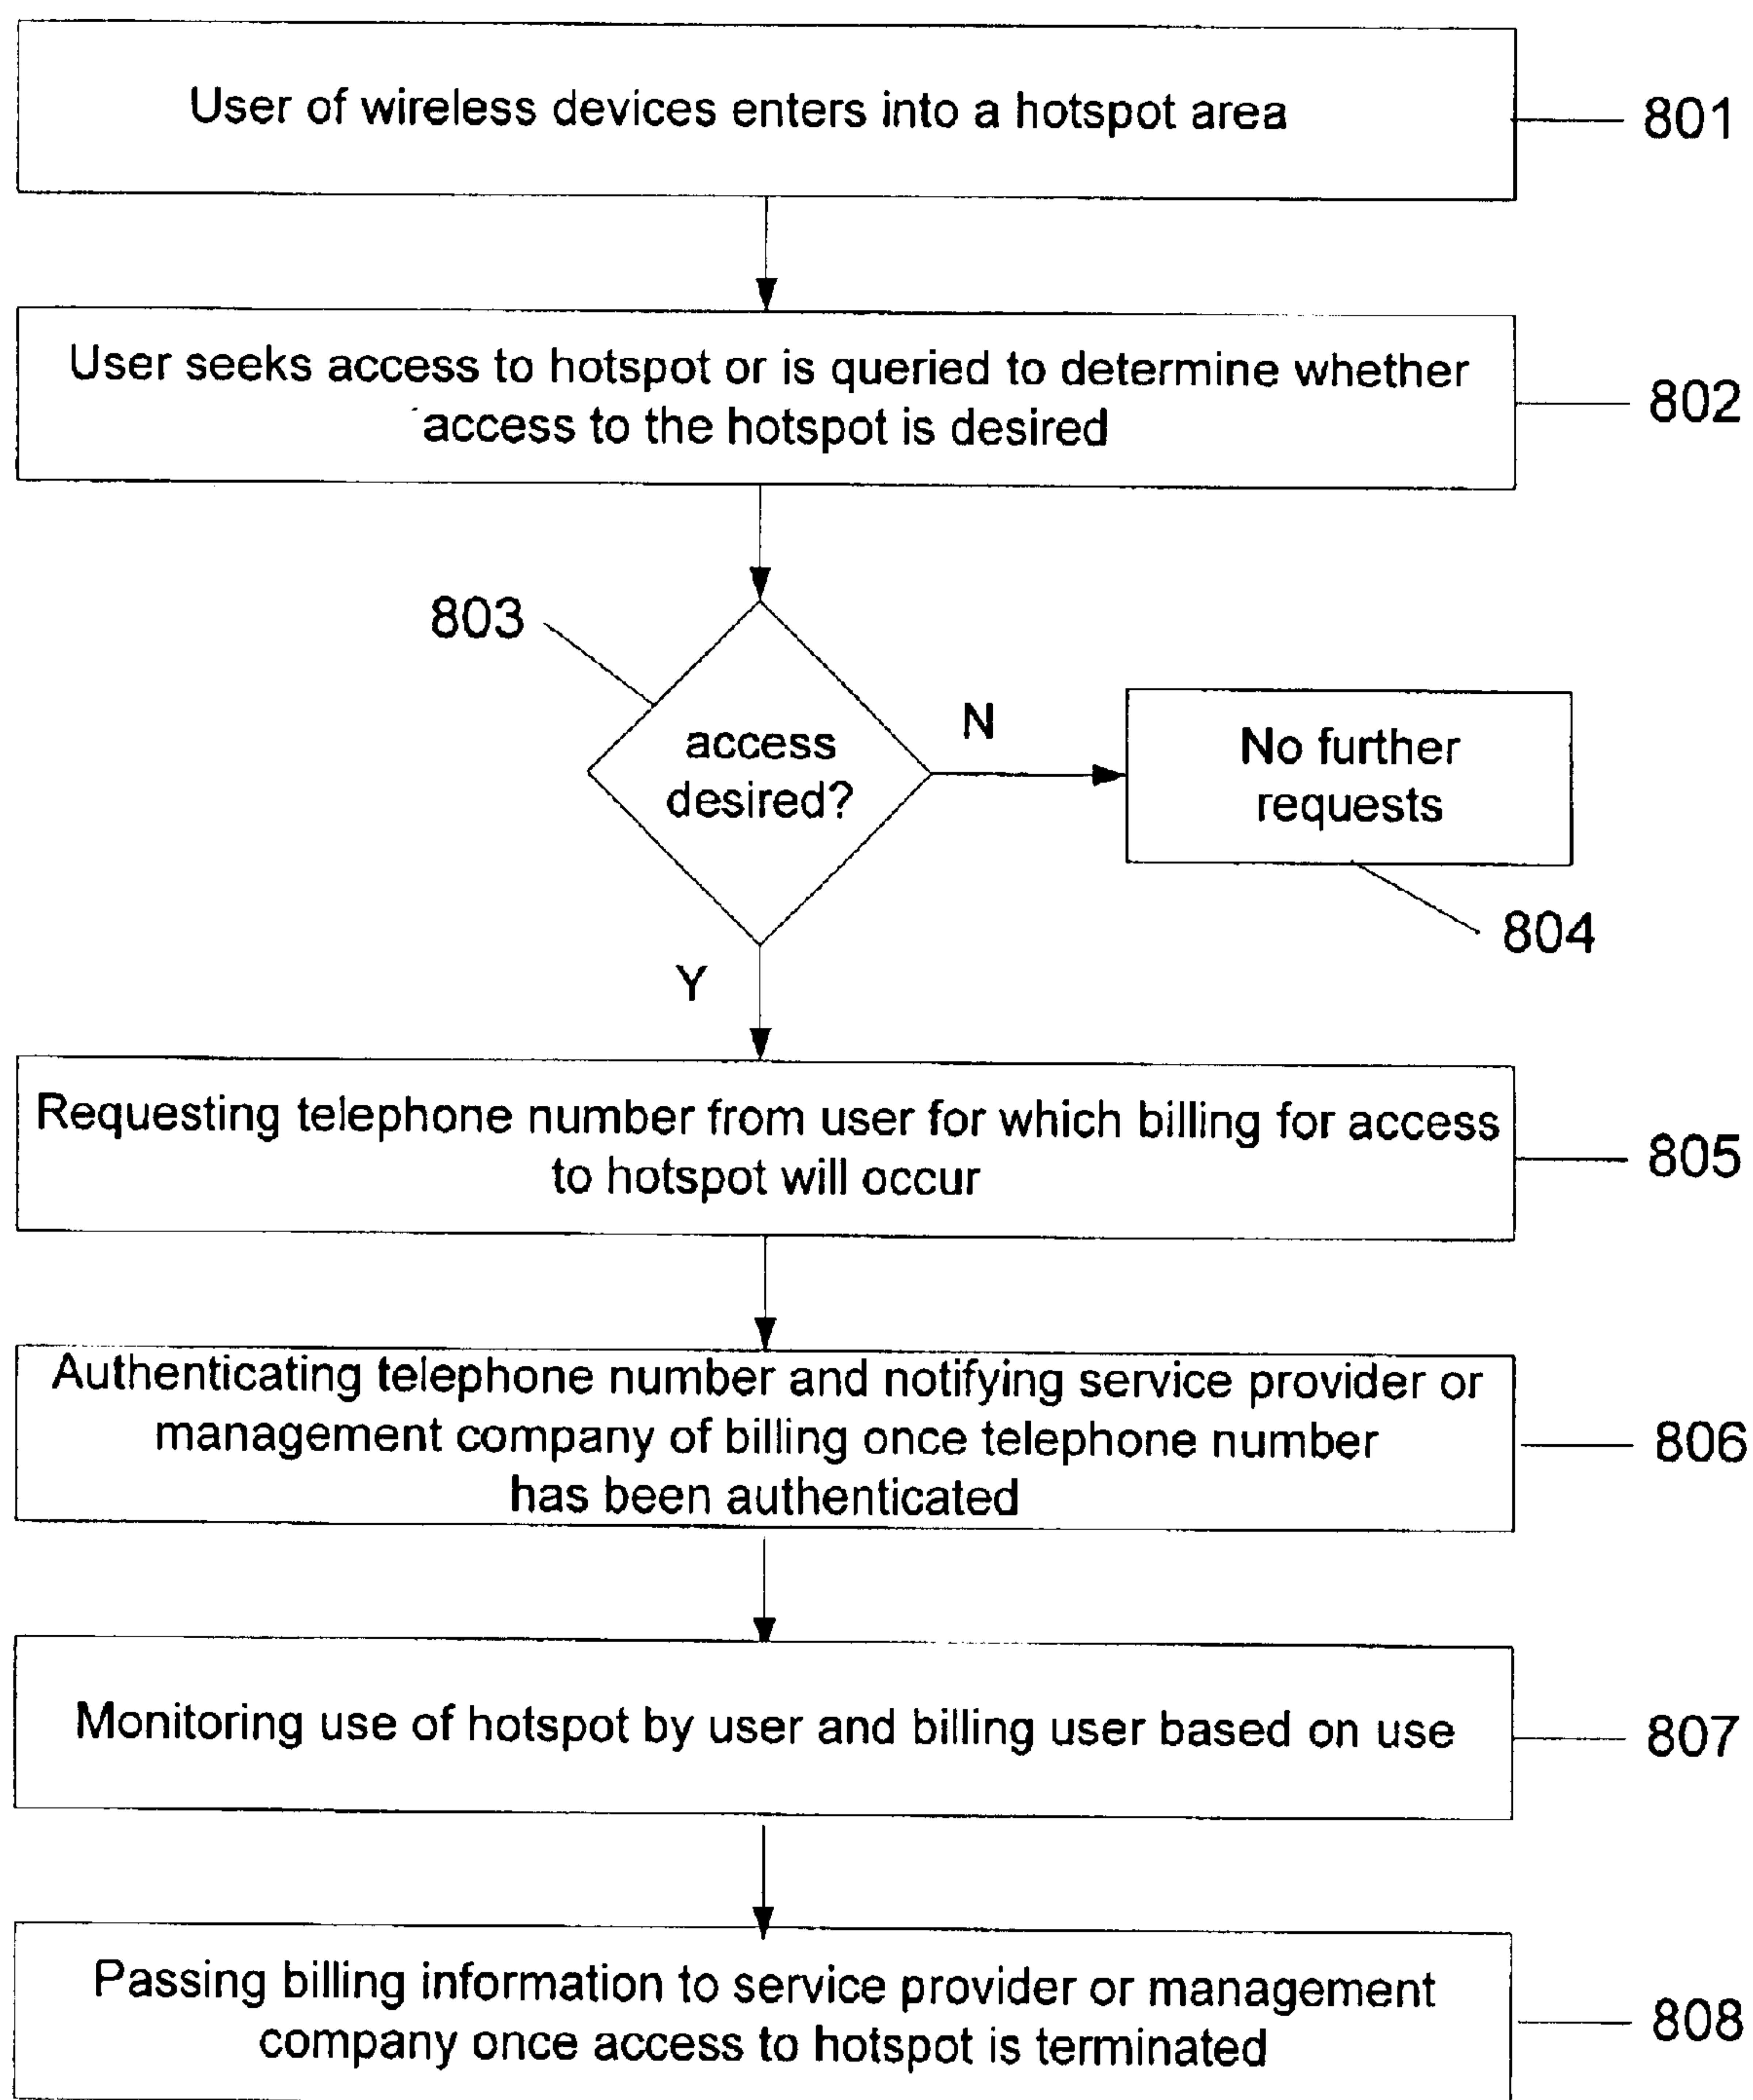 User of wireless devices enters into a hotspot area
801
User seeks access to hotspot or is queried to determine whether
access to the hotspot is desired
802
803
access
desired?
N
No further
requests
804
Y
Requesting telephone number from user for which billing for access
to hotspot will occur
805
Authenticating telephone number and notifying service provider or
management company of billing once telephone number
has been authenticated
806
Monitoring use of hotspot by user and billing user based on use
807
Passing billing information to service provider or management
company once access to hotspot is terminated
808